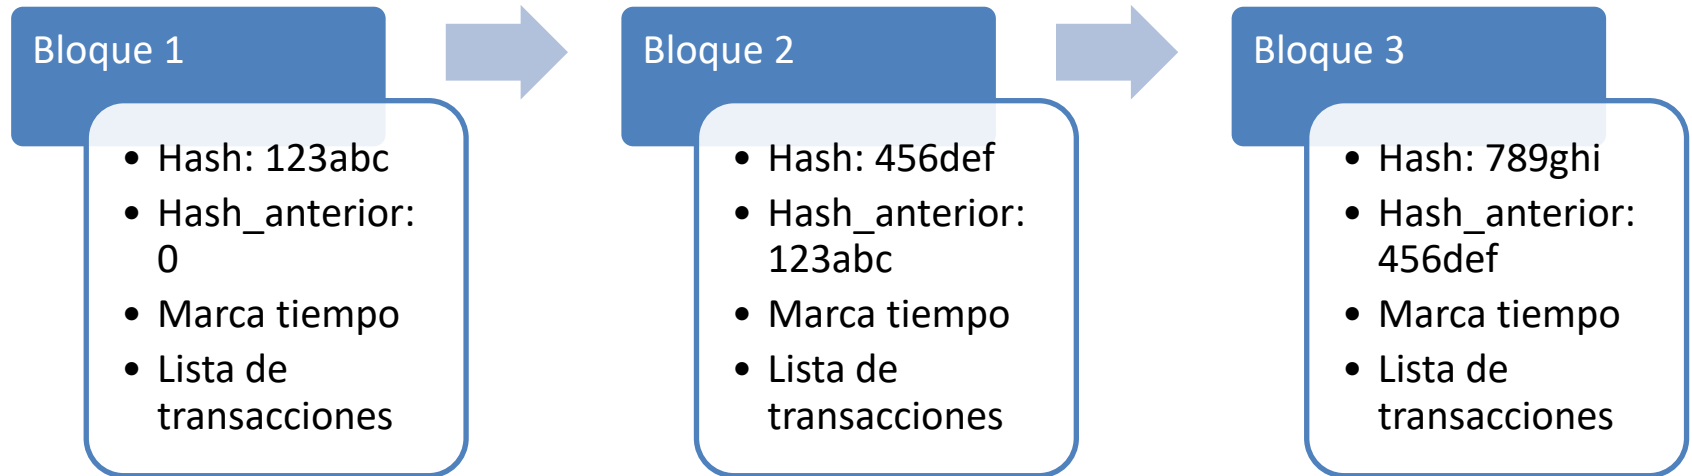 Bloque 1
• Hash: 123abc
• Hash_anterior:
0
• Marca tiempo
• Lista de
transacciones
Bloque 2
• Hash: 456def
• Hash_anterior:
123abc
• Marca tiempo
• Lista de
transacciones
Bloque 3
• Hash: 789ghi
• Hash_anterior:
456def
• Marca tiempo
• Lista de
transacciones